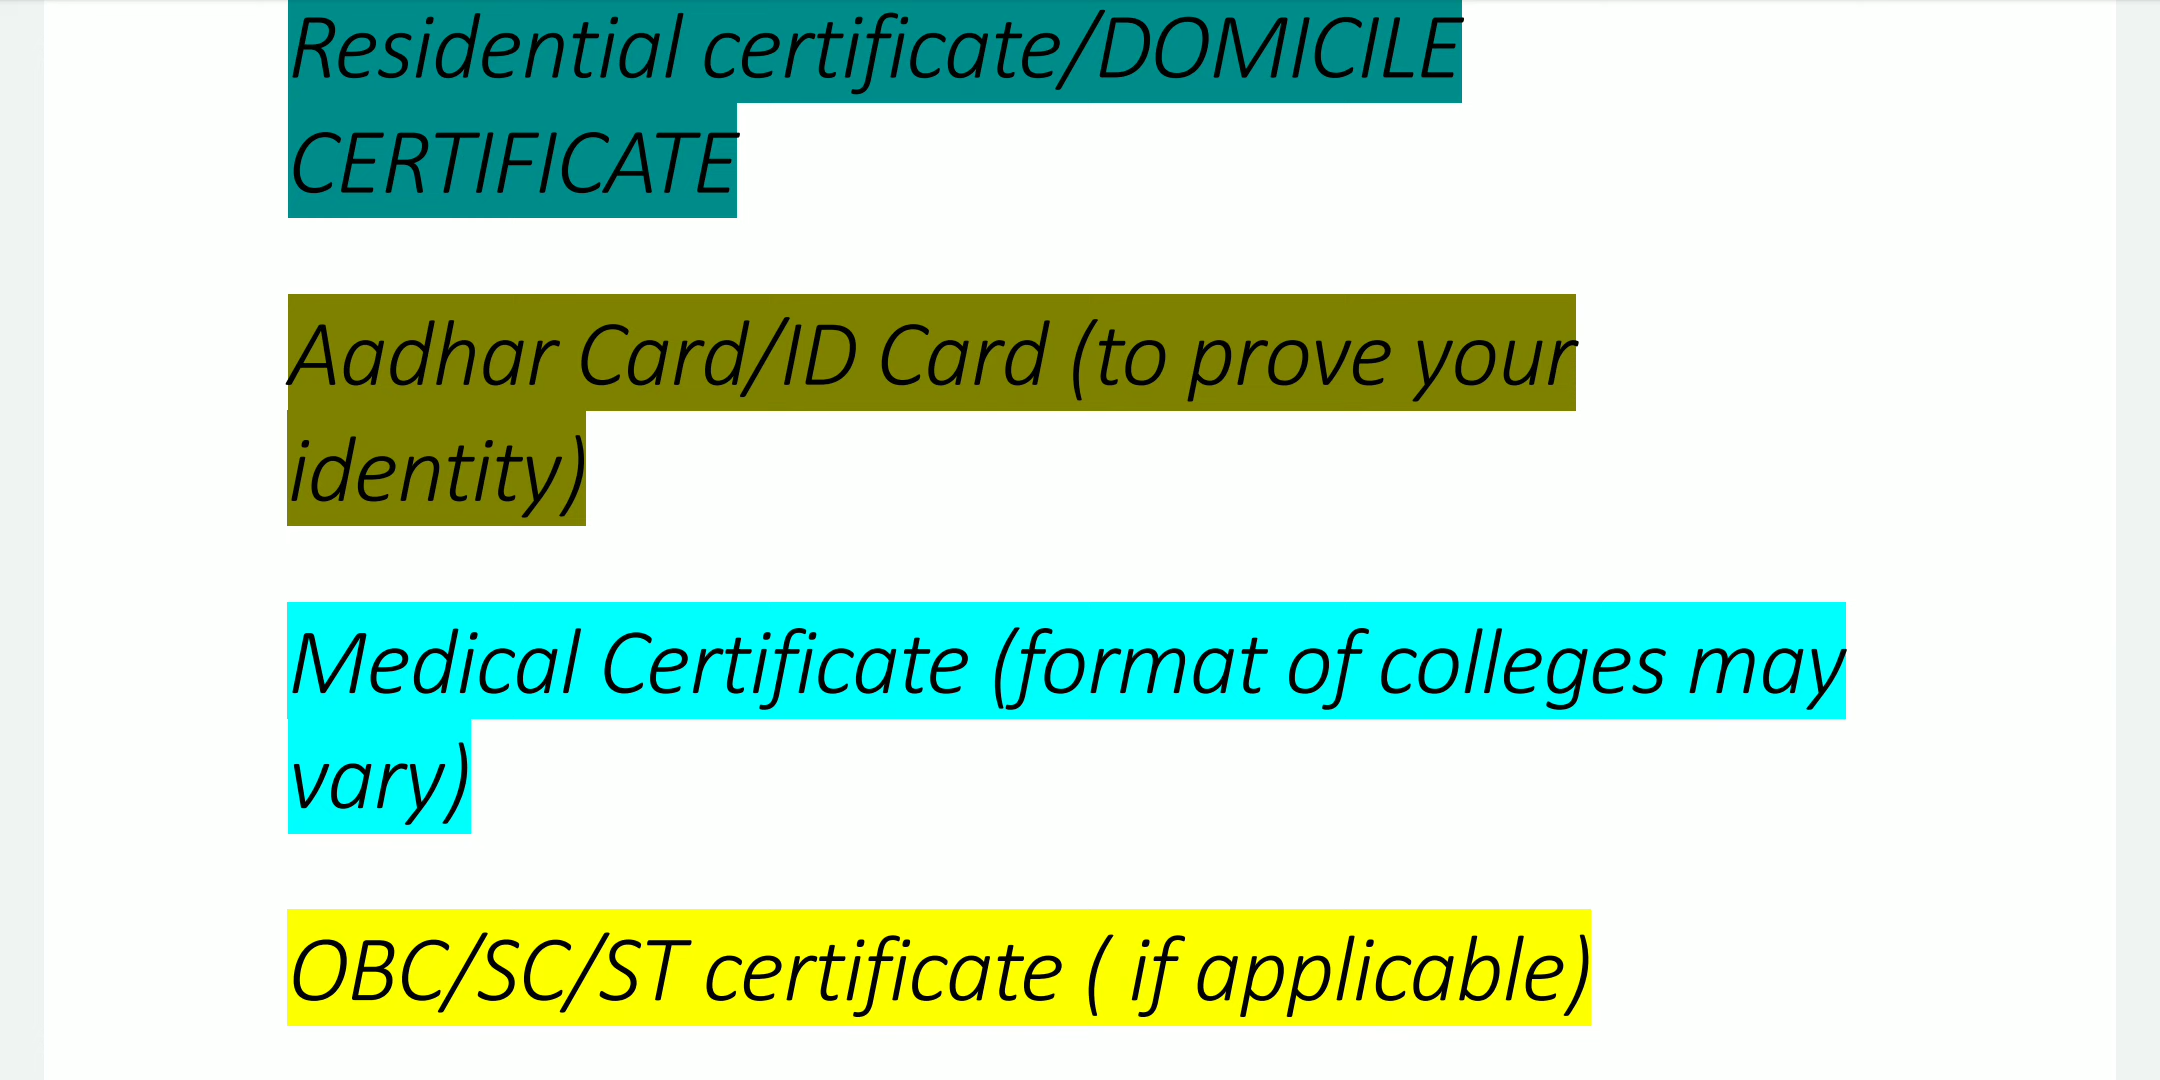 Residential certificate/DOMICILE
CERTIFICATE
Aadhar Card/ID Card (to prove your
identity)
Medical Certificate (format of colleges may
vary)
OBC/SC/ST certificate ( if applicable)